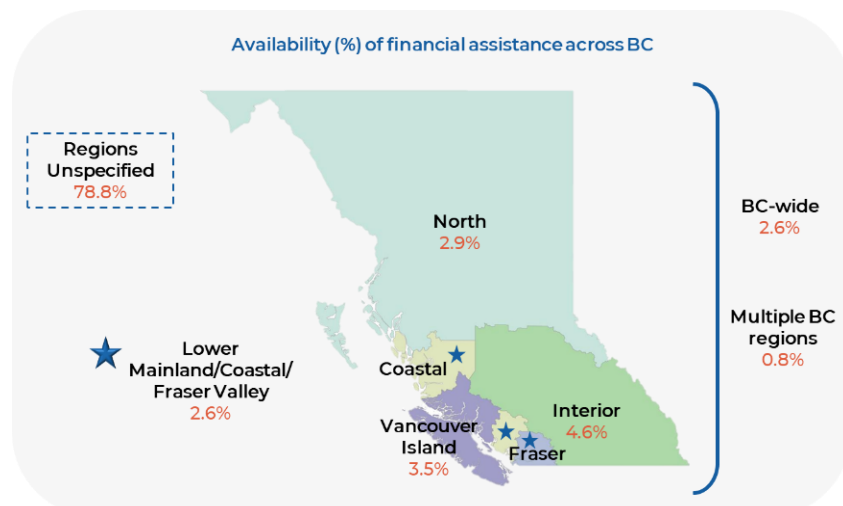 Availability (%) of financial assistance across BC
Regions
Unspecified
78.8%
North
2.9%
BC-wide
2.6%
Multiple BC
regions
0.8%
Lower
Mainland/Coastal/
Fraser Valley
2.6%
Coastal
Vancouver
Island
3.5%
Interior
4.6%
Fraser